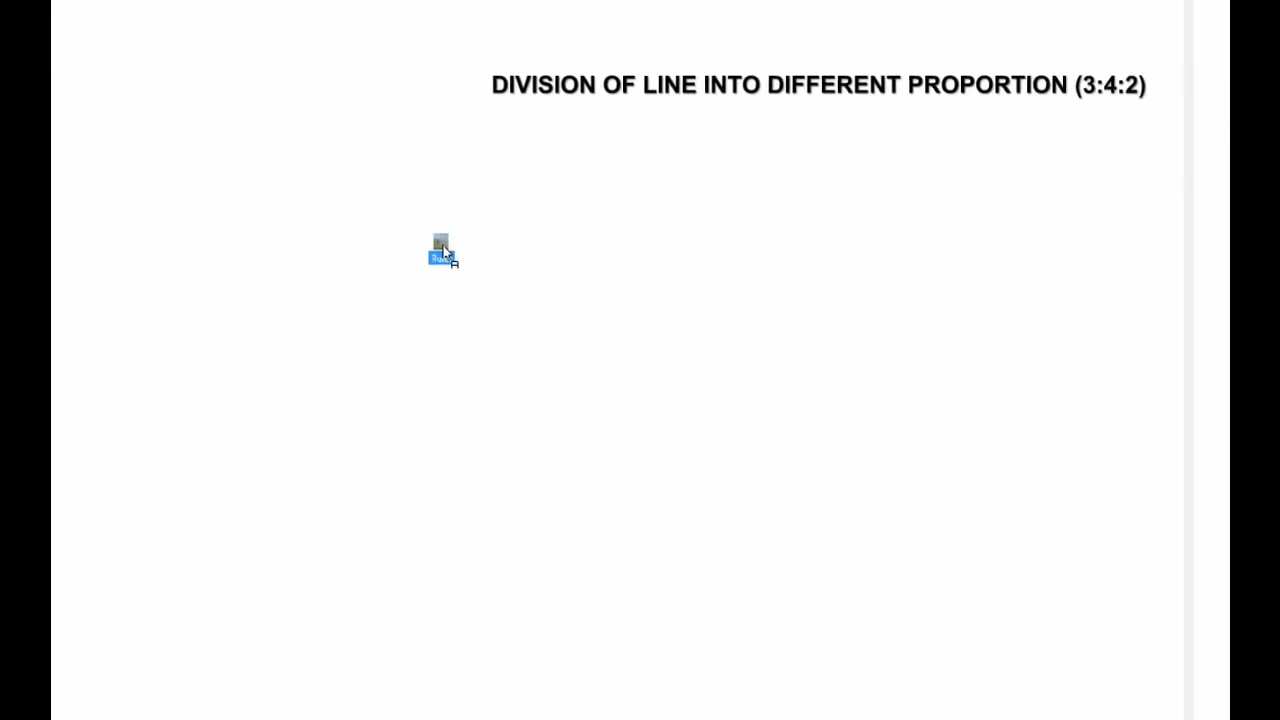 DIVISION OF LINE INTO DIFFERENT PROPORTION (3:4:2)